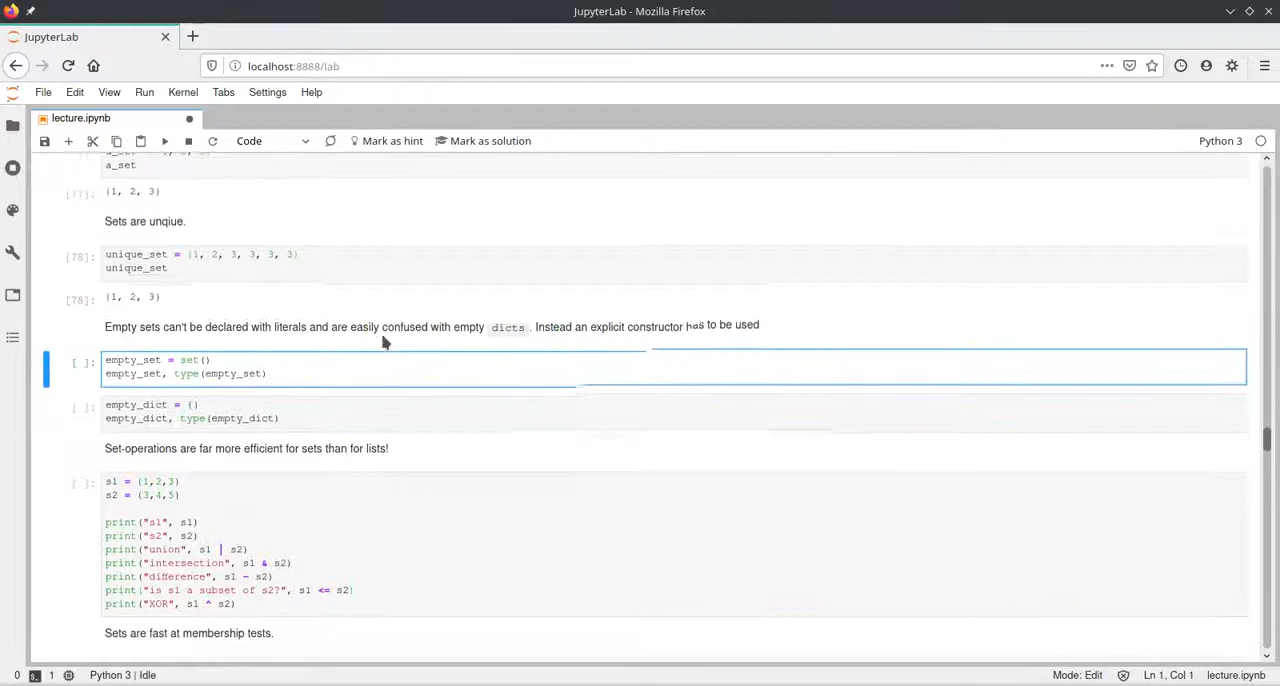 JupyterLab - Mozilla Firefox
JupyterLab
localhost:8888/lab
File Edit View Run Kernel Tabs Settings Help
lecture.ipynb
Code Mark as hint Mark as solution Python 3
a_set
[77]: {1, 2, 3}
Sets are unqiue.
[78]: unique_set = {1, 2, 3, 3, 3, 3}
unique_set
[78]: {1, 2, 3}
Empty sets can't be declared with literals and are easily confused with empty dicts. Instead an explicit constructor has to be used
[ ]: empty_set = set()
empty_set, type(empty_set)
[ ]: empty_dict = {}
empty_dict, type(empty_dict)
Set-operations are far more efficient for sets than for lists!
[ ]: s1 = {1,2,3}
s2 = {3,4,5}
print("s1", s1)
print("s2", s2)
print("union", s1 | s2)
print("intersection", s1 & s2)
print("difference", s1 - s2)
print("is s1 a subset of s2?", s1 <= s2)
print("XOR", s1 ^ s2)
Sets are fast at membership tests.
0 1 Python 3 | Idle Mode: Edit Ln 1, Col 1 lecture.ipynb